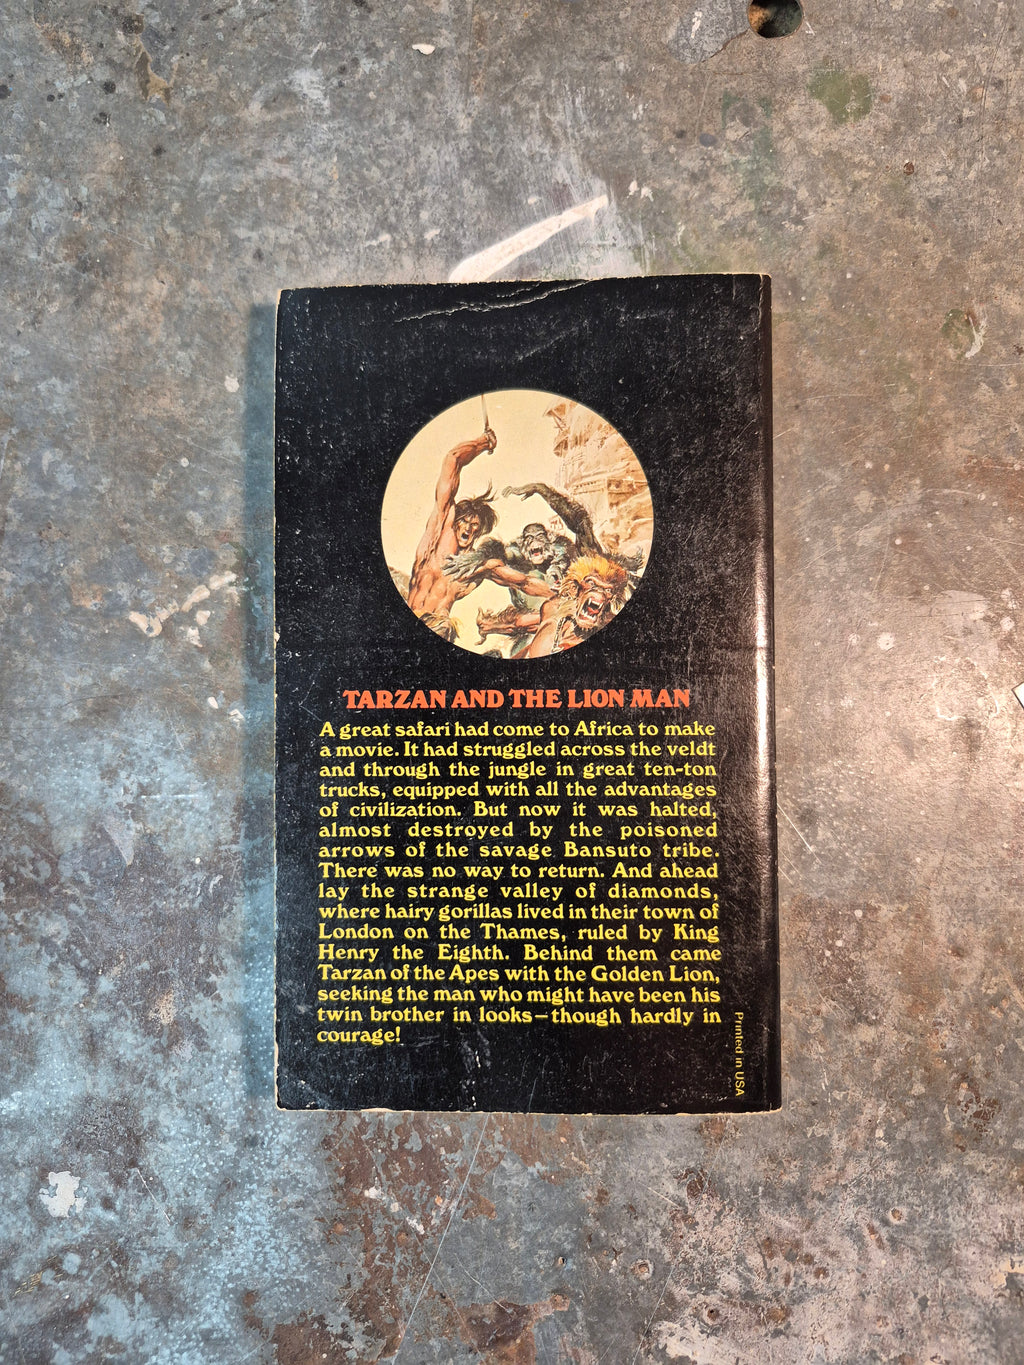 TARZAN AND THE LION MAN
A great safari had come to Africa to make
a movie. It had struggled across the veldt
and through the jungle in great ten-ton
trucks, equipped with all the advantages
of civilization. But now it was halted,
almost destroyed by the poisoned
arrows of the savage Bansuto tribe.
There was no way to return. And ahead
lay the strange valley of diamonds,
where hairy gorillas lived in their town of
London on the Thames, ruled by King
Henry the Eighth. Behind them came
Tarzan of the Apes with the Golden Lion,
seeking the man who might have been his
twin brother in looks—though hardly in
courage!
Printed in USA